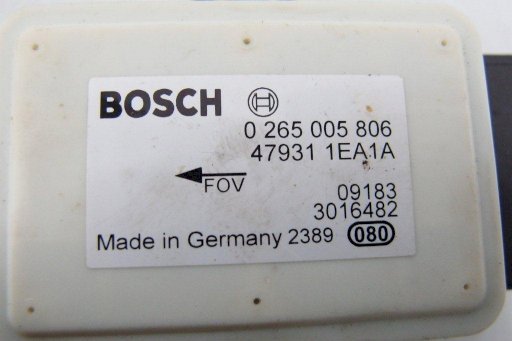 BOSCH
0 265 005 806
47931 1EA1A
FOV
09183
3016482
Made in Germany 2389 080